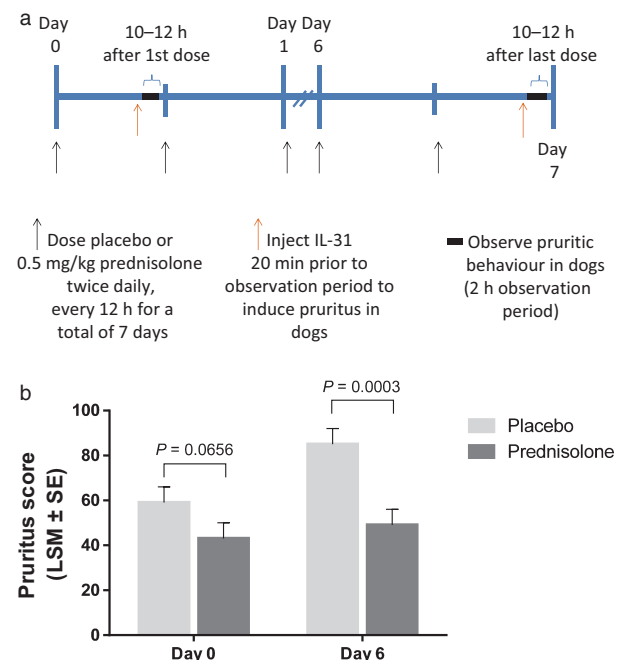 a
Day
0
10–12 h
after 1st dose
Day
1
Day
6
10–12 h
after last dose
Day
7
Dose placebo or
0.5 mg/kg prednisolone
twice daily,
every 12 h for a
total of 7 days
Inject IL-31
20 min prior to
observation period to
induce pruritus in
dogs
Observe pruritic
behaviour in dogs
(2 h observation
period)
b
Pruritus score
(LSM ± SE)
100
80
60
40
20
0
P = 0.0656
P = 0.0003
Day 0
Day 6
Placebo
Prednisolone